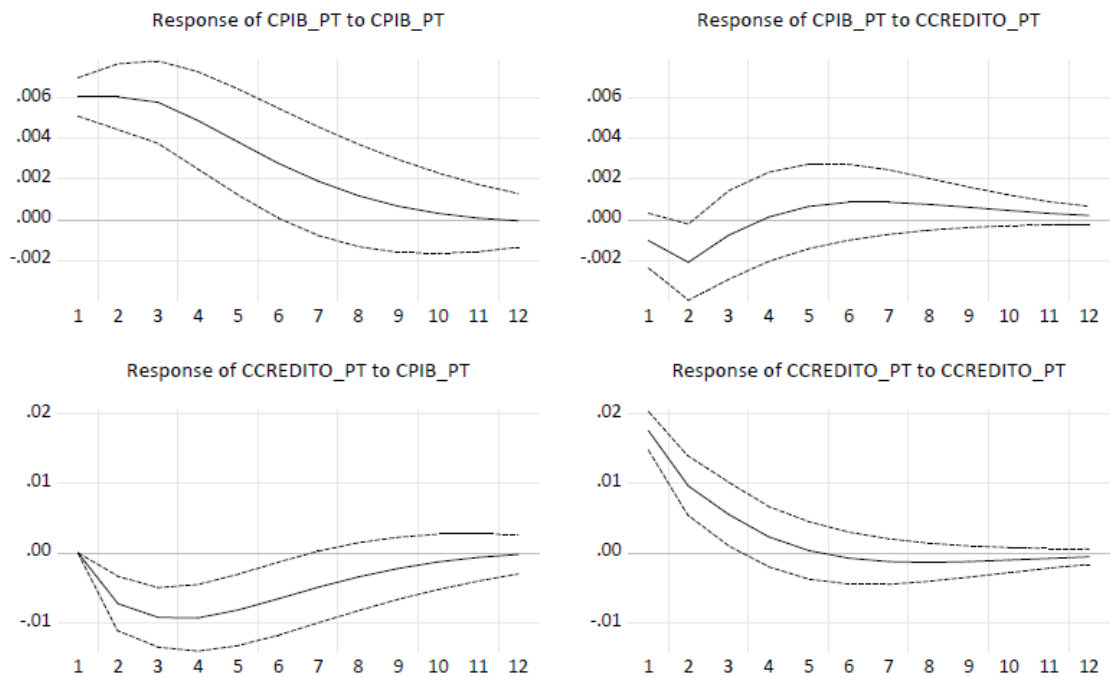 Response of CPIB_PT to CPIB_PT
.006
.004
.002
.000
-.002
1 2 3 4 5 6 7 8 9 10 11 12
Response of CPIB_PT to CCREDITO_PT
.006
.004
.002
.000
-.002
1 2 3 4 5 6 7 8 9 10 11 12
Response of CCREDITO_PT to CPIB_PT
.02
.01
.00
-.01
1 2 3 4 5 6 7 8 9 10 11 12
Response of CCREDITO_PT to CCREDITO_PT
.02
.01
.00
-.01
1 2 3 4 5 6 7 8 9 10 11 12